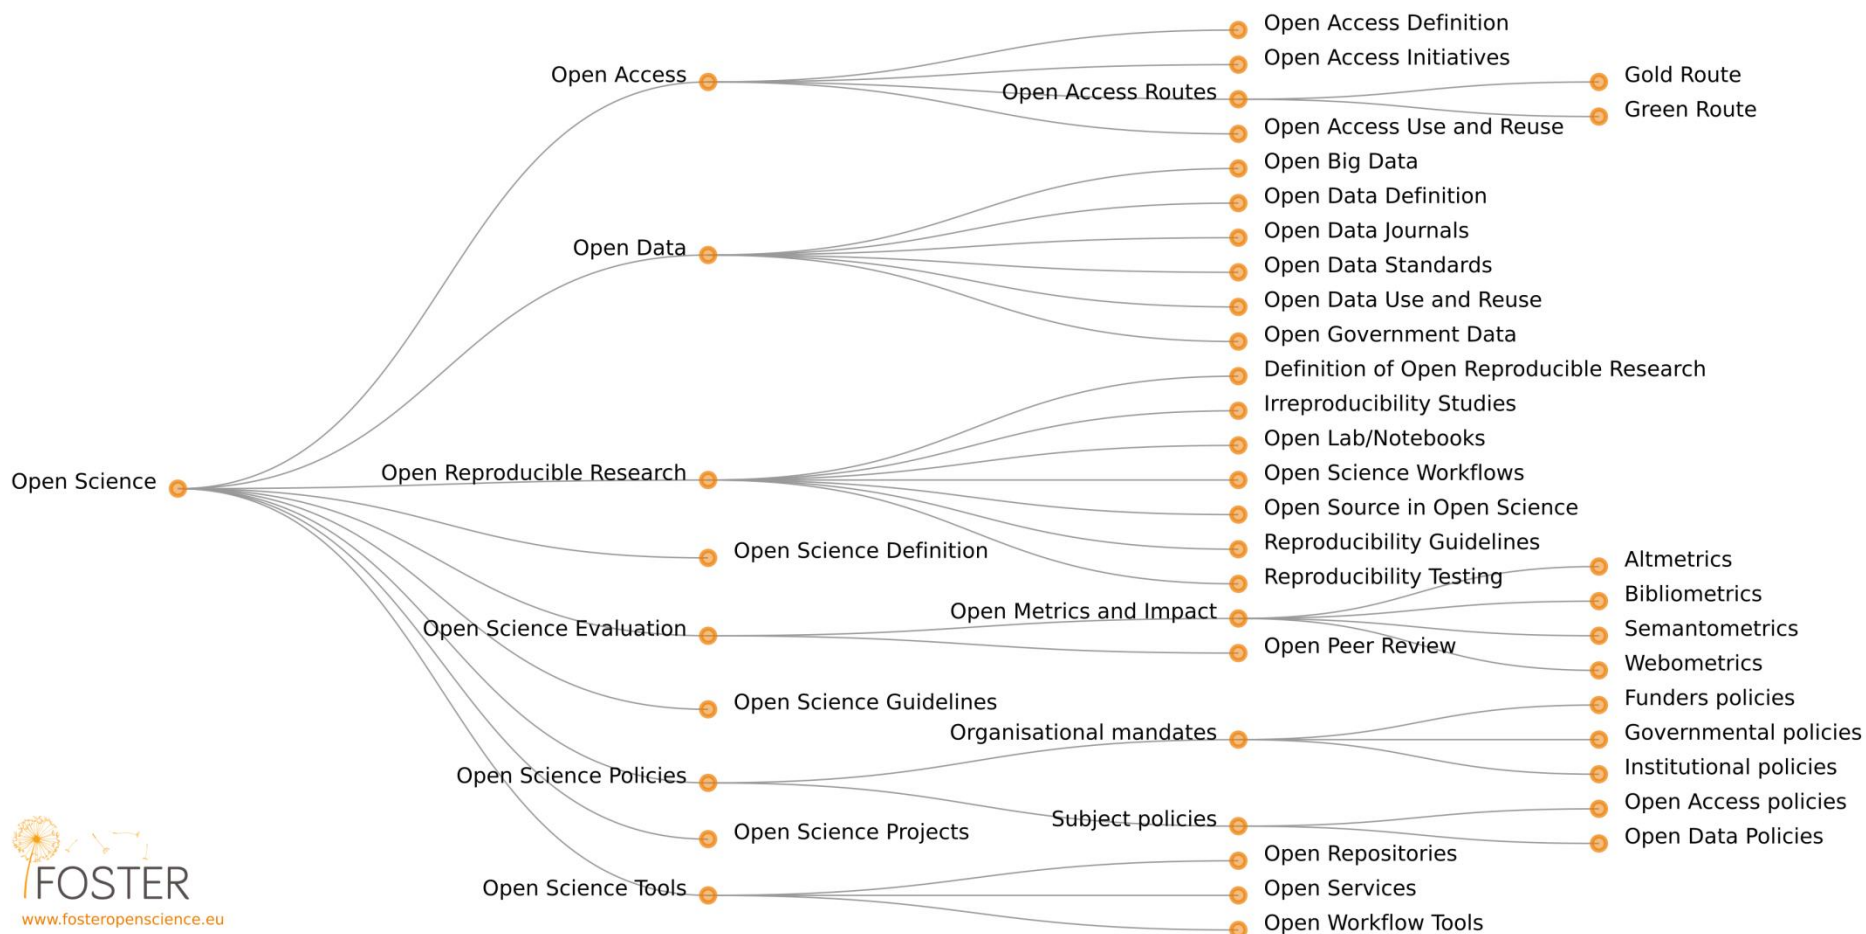 Open Science
Open Access
Open Access Definition
Open Access Initiatives
Open Access Routes
Gold Route
Green Route
Open Access Use and Reuse
Open Data
Open Big Data
Open Data Definition
Open Data Journals
Open Data Standards
Open Data Use and Reuse
Open Government Data
Open Reproducible Research
Definition of Open Reproducible Research
Irreproducibility Studies
Open Lab/Notebooks
Open Science Workflows
Open Source in Open Science
Reproducibility Guidelines
Reproducibility Testing
Open Science Definition
Open Science Evaluation
Open Metrics and Impact
Altmetrics
Bibliometrics
Semantometrics
Webometrics
Open Peer Review
Open Science Guidelines
Open Science Policies
Organisational mandates
Funders policies
Governmental policies
Institutional policies
Subject policies
Open Access policies
Open Data Policies
Open Science Projects
Open Science Tools
Open Repositories
Open Services
Open Workflow Tools
FOSTER
www.fosteropenscience.eu